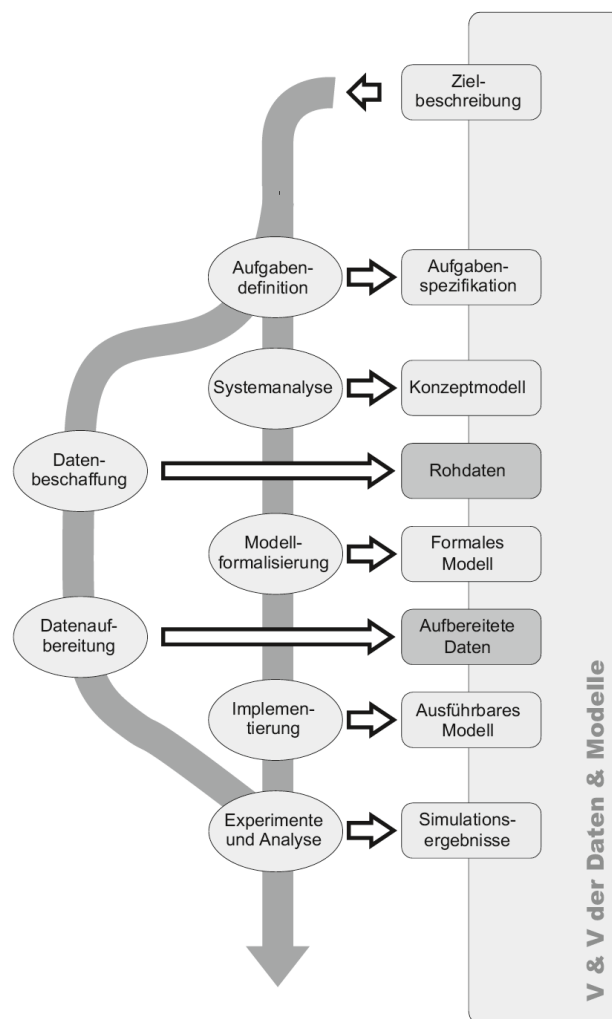 Ziel-
beschreibung
Aufgaben-
definition
Aufgaben-
spezifikation
Systemanalyse
Konzeptmodell
Daten-
beschaffung
Rohdaten
Modell-
formalisierung
Formales
Modell
Datenauf-
bereitung
Aufbereitete
Daten
Implemen-
tierung
Ausführbares
Modell
Experimente
und Analyse
Simulations-
ergebnisse
V & V der Daten & Modelle